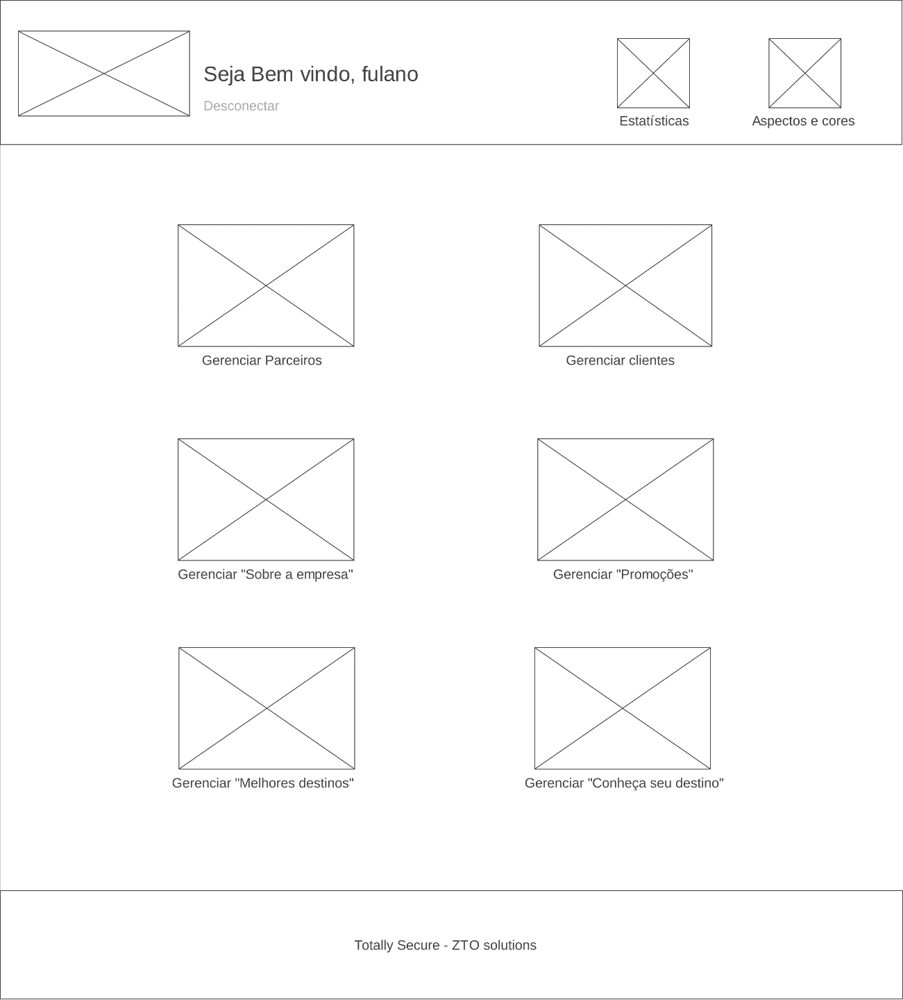 Seja Bem vindo, fulano
Desconectar
Estatísticas
Aspectos e cores
Gerenciar Parceiros
Gerenciar clientes
Gerenciar "Sobre a empresa"
Gerenciar "Promoções"
Gerenciar "Melhores destinos"
Gerenciar "Conheça seu destino"
Totally Secure - ZTO solutions